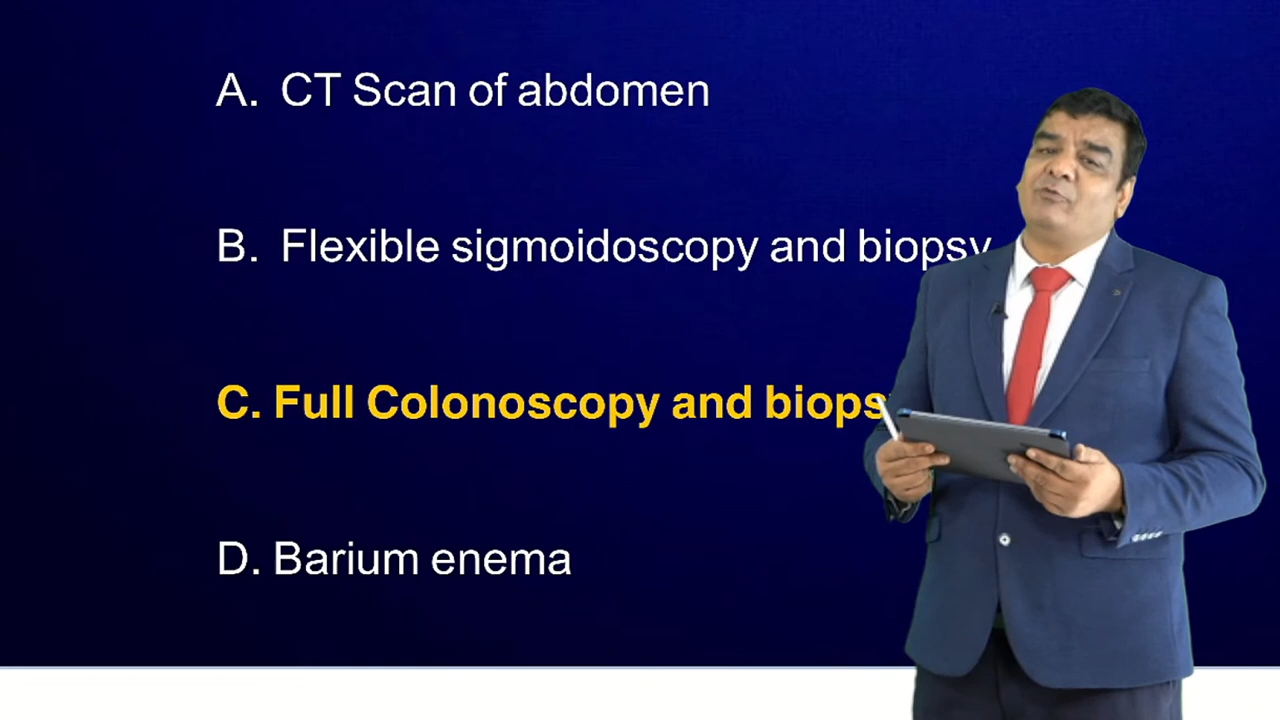 A. CT Scan of abdomen
B. Flexible sigmoidoscopy and biopsy
C. Full Colonoscopy and
D. Barium enema